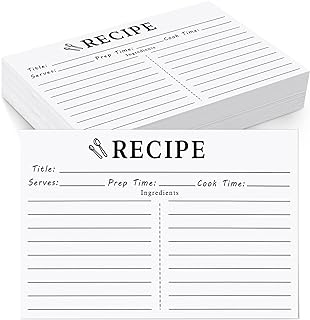 RECIPE
Title:
Serves: Prep Time: Cook Time:
Ingredients
RECIPE
Title:
Serves: Prep Time: Cook Time:
Ingredients